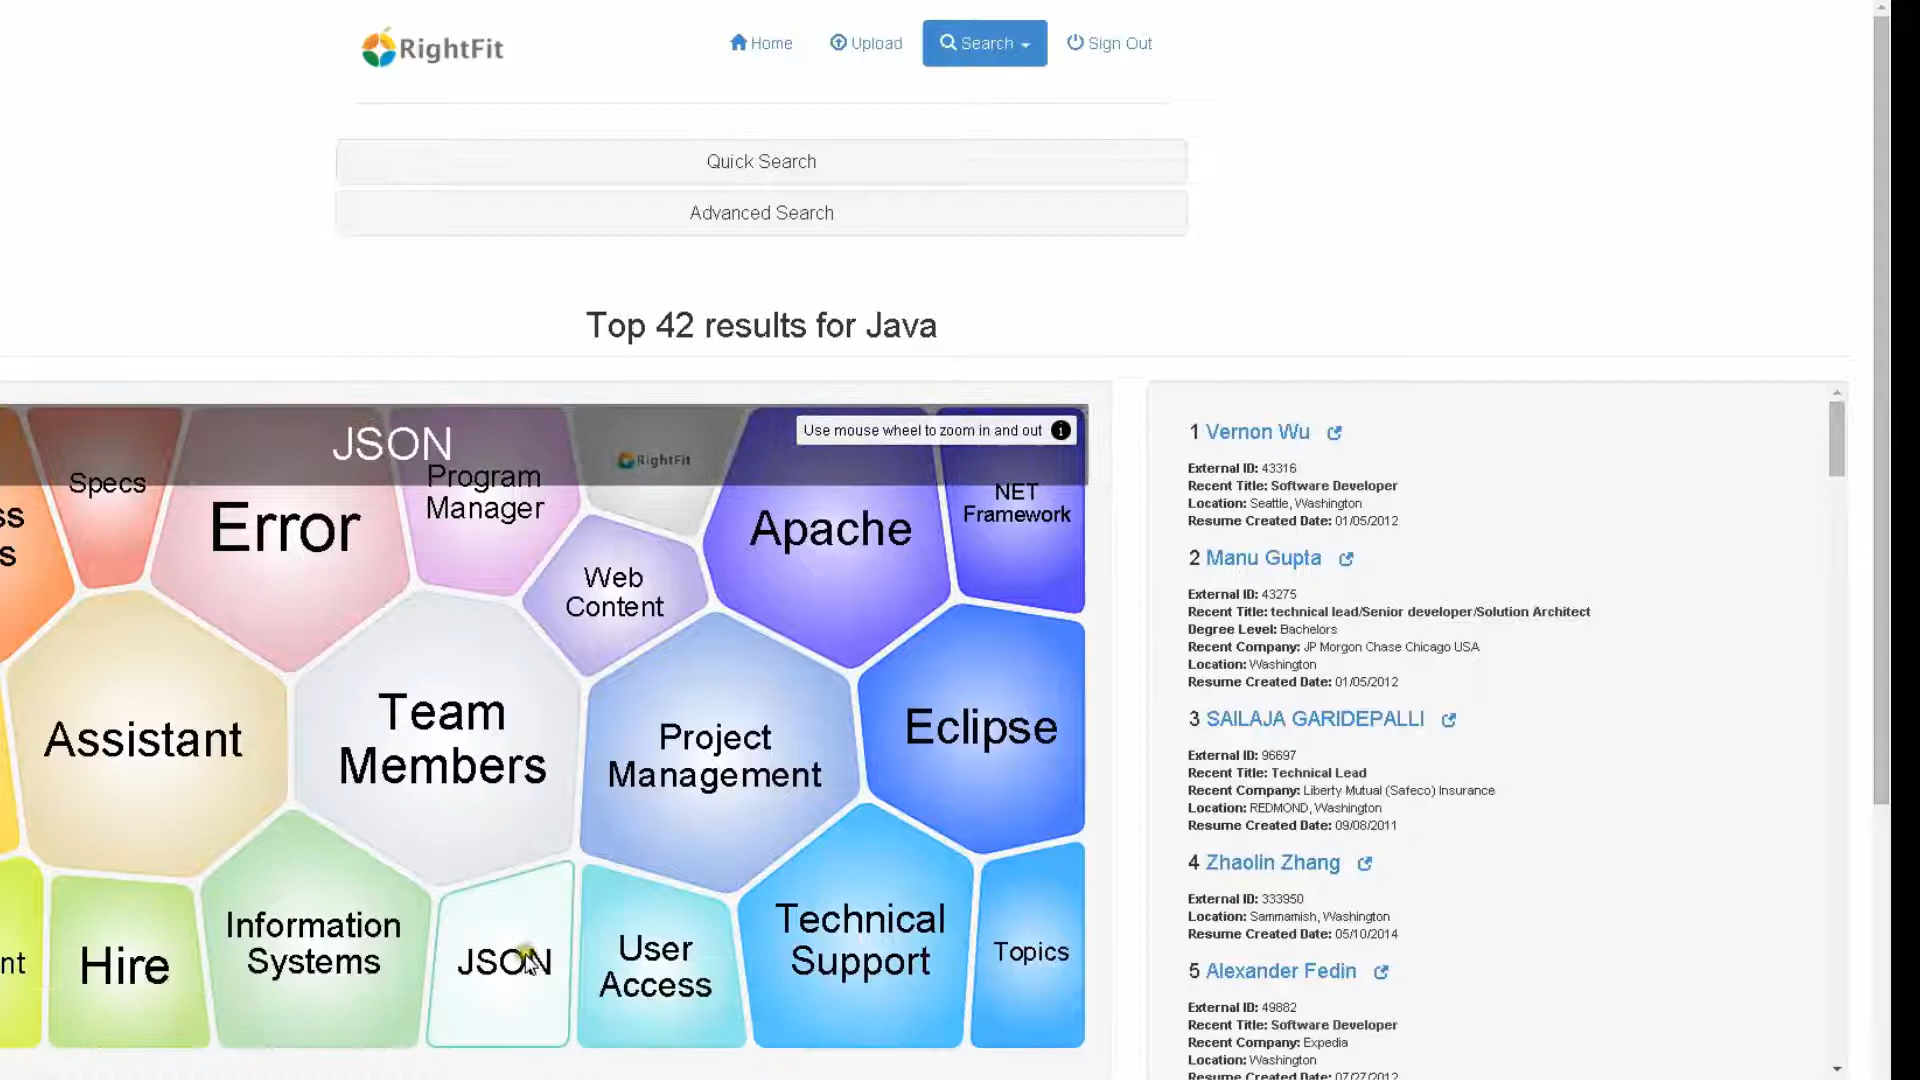 RightFit
Home
Upload
Search
Sign Out
Quick Search
Advanced Search
Top 42 results for Java
JSON
Use mouse wheel to zoom in and out
RightFit
Specs
Error
Program
Manager
Web
Content
Apache
NET
Framework
ss
s
Assistant
Team
Members
Project
Management
Eclipse
nt
Hire
Information
Systems
JSON
User
Access
Technical
Support
Topics
1 Vernon Wu
External ID: 43316
Recent Title: Software Developer
Location: Seattle, Washington
Resume Created Date: 01/05/2012
2 Manu Gupta
External ID: 43275
Recent Title: technical lead/Senior developer/Solution Architect
Degree Level: Bachelors
Recent Company: JP Morgon Chase Chicago USA
Location: Washington
Resume Created Date: 01/05/2012
3 SAILAJA GARIDEPALLI
External ID: 96697
Recent Title: Technical Lead
Recent Company: Liberty Mutual (Safeco) Insurance
Location: REDMOND, Washington
Resume Created Date: 09/08/2011
4 Zhaolin Zhang
External ID: 333950
Location: Sammamish, Washington
Resume Created Date: 05/10/2014
5 Alexander Fedin
External ID: 49882
Recent Title: Software Developer
Recent Company: Expedia
Location: Washington
Resume Created Date: 07/27/2012